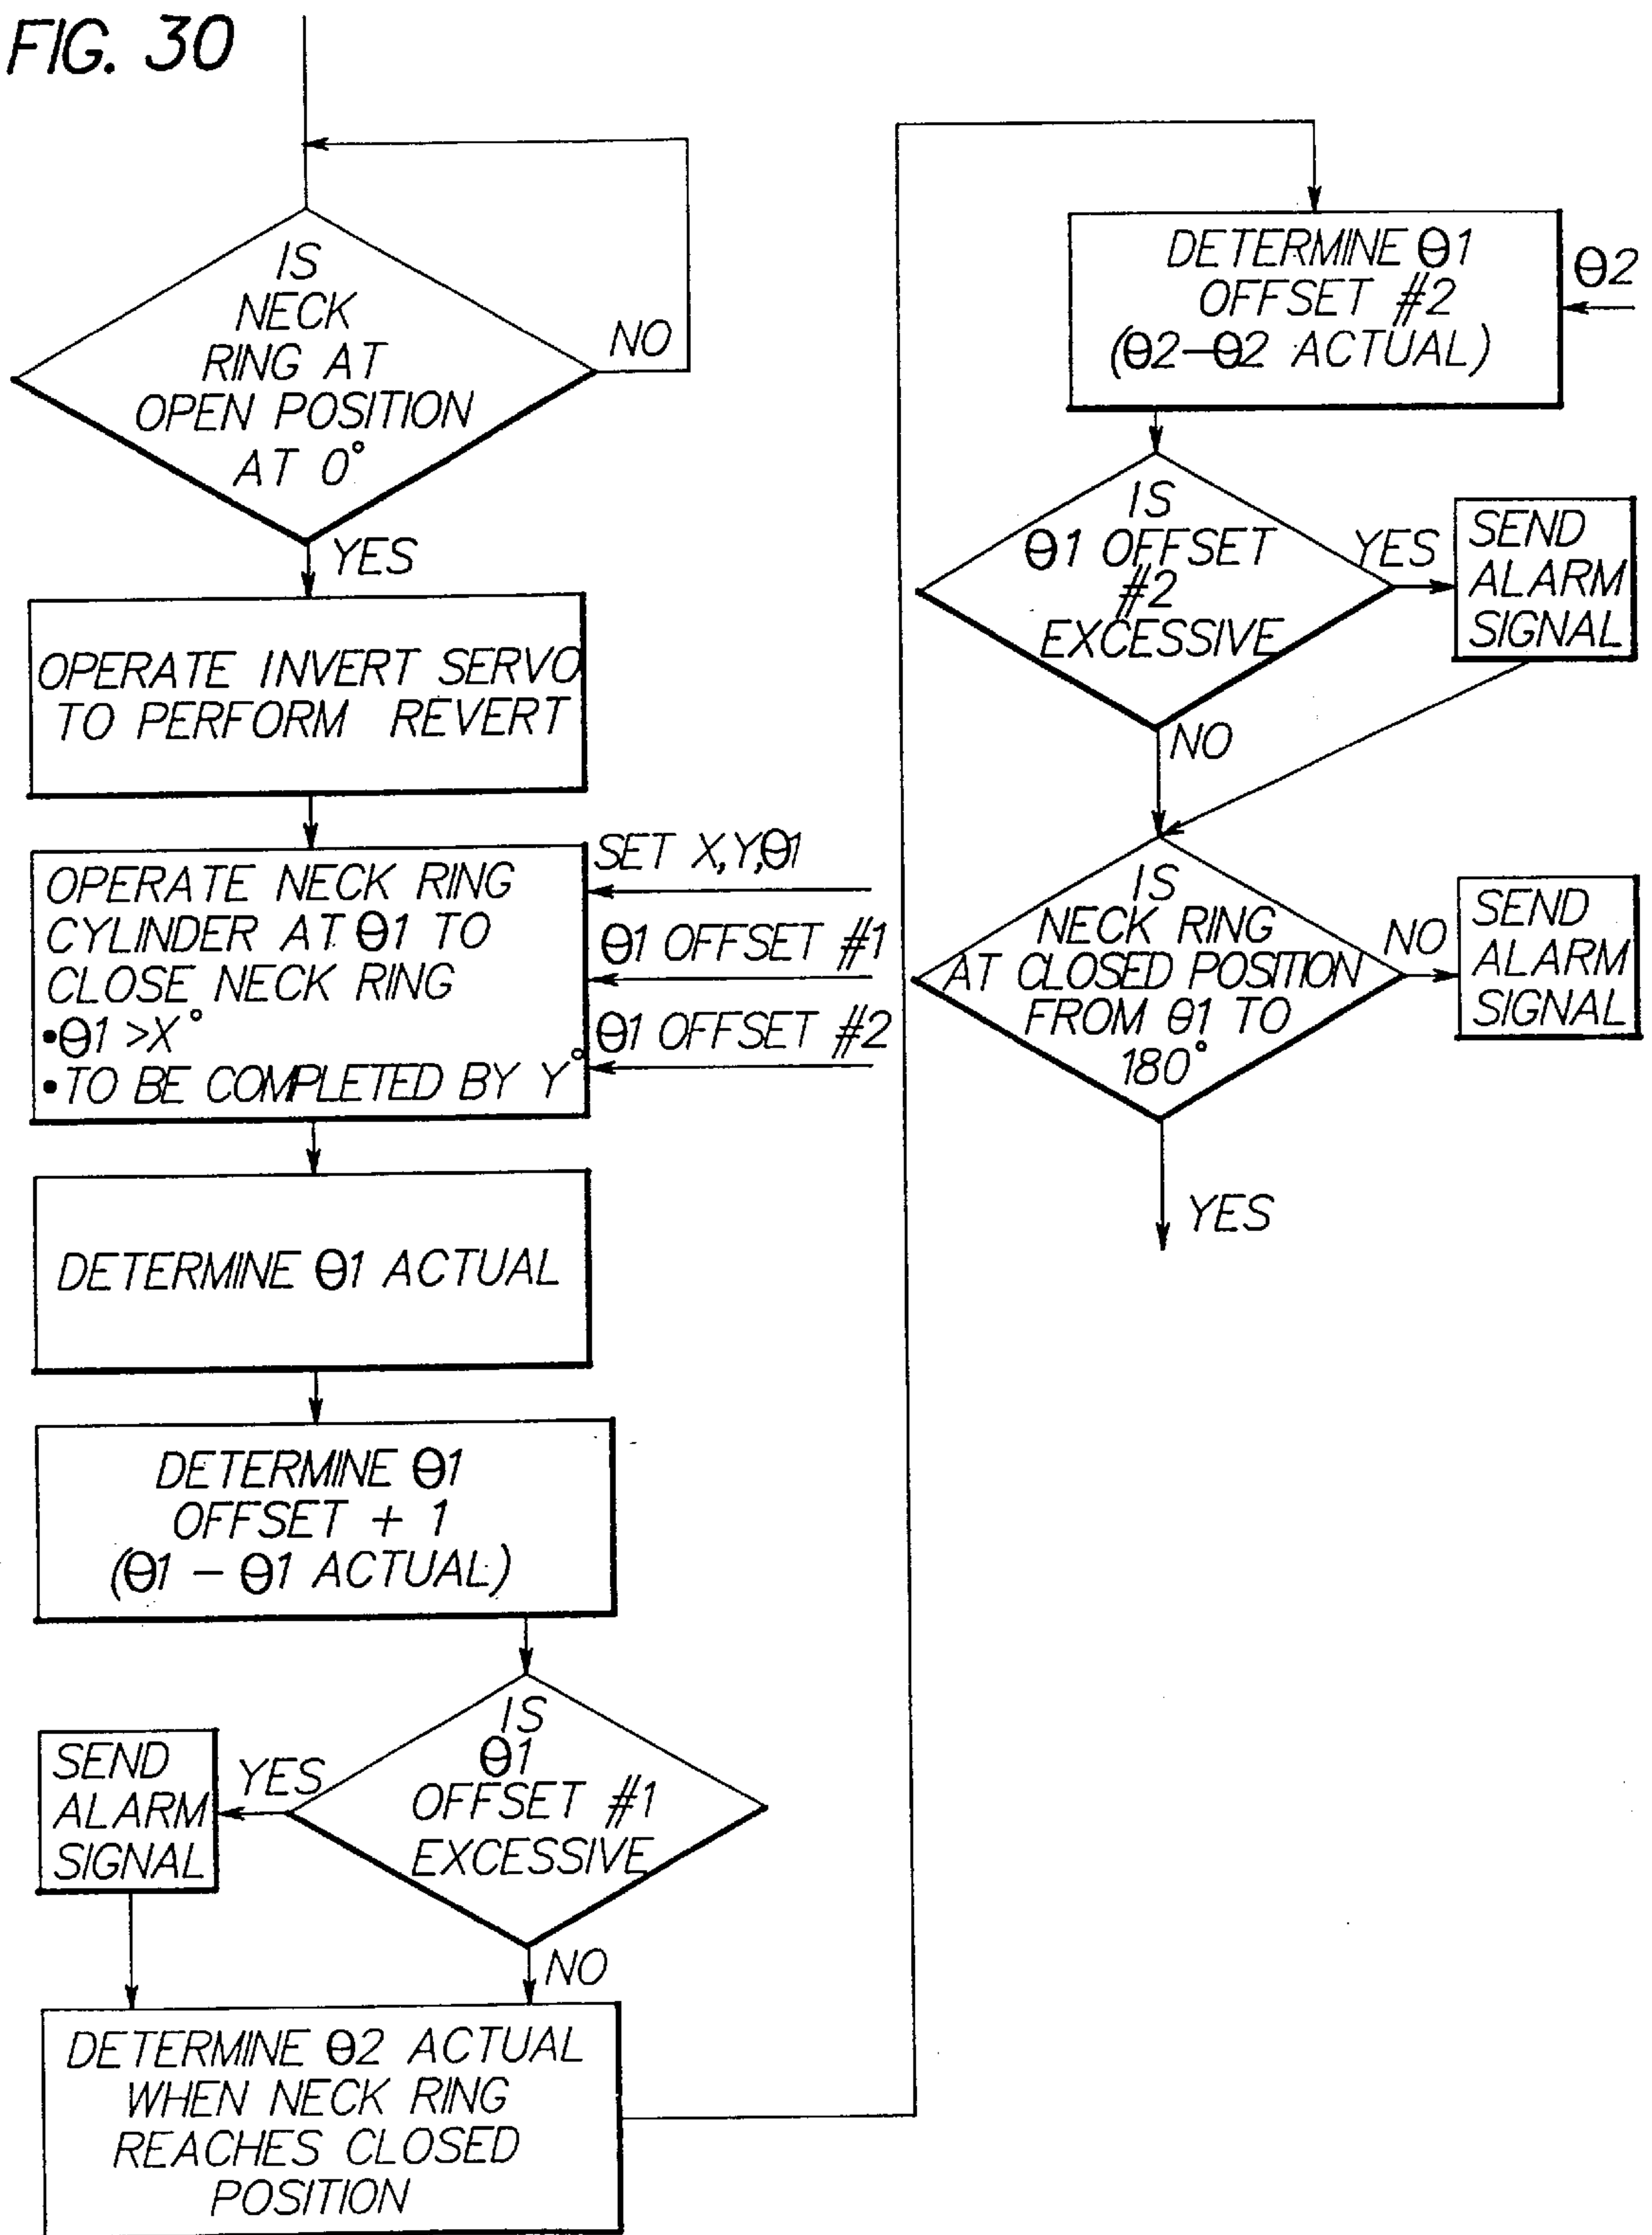 FIG. 30
IS
NECK
RING AT
OPEN POSITION
AT 0°
NO
YES
OPERATE INVERT SERVO
TO PERFORM REVERT
OPERATE NECK RING
CYLINDER AT θ1 TO
CLOSE NECK RING
•θ1 >X°
•TO BE COMPLETED BY Y°
SET X,Y,θ1
θ1 OFFSET #1
θ1 OFFSET #2
DETERMINE θ1 ACTUAL
DETERMINE θ1
OFFSET + 1
(θ1 – θ1 ACTUAL)
IS
θ1
OFFSET #1
EXCESSIVE
YES
SEND
ALARM
SIGNAL
NO
DETERMINE θ2 ACTUAL
WHEN NECK RING
REACHES CLOSED
POSITION
DETERMINE θ1
OFFSET #2
(θ2–θ2 ACTUAL)
θ2
IS
θ1 OFFSET
#2
EXCESSIVE
YES
SEND
ALARM
SIGNAL
NO
IS
NECK RING
AT CLOSED POSITION
FROM θ1 TO
180°
NO
SEND
ALARM
SIGNAL
YES